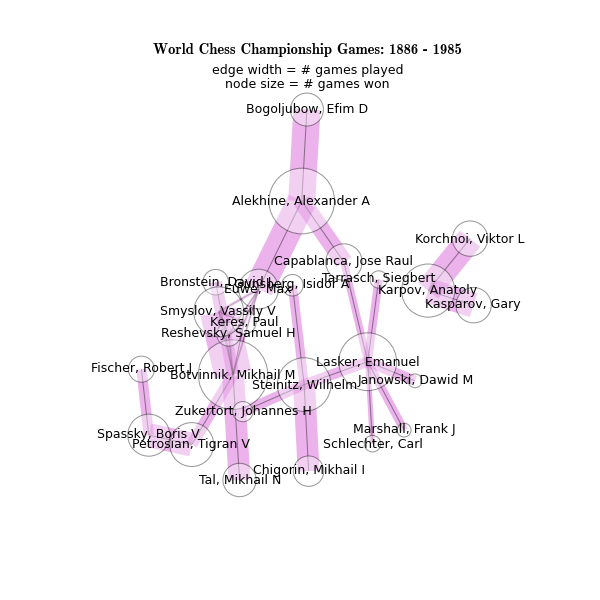 World Chess Championship Games: 1886 - 1985
edge width = # games played
node size = # games won
Bogoljubow, Efim D
Alekhine, Alexander A
Korchnoi, Viktor L
Capablanca, Jose Raul
Tarrasch, Siegbert
Bronstein, David I
Gunsberg, Isidor A
Euwe, Max
Karpov, Anatoly
Kasparov, Gary
Smyslov, Vassily V
Keres, Paul
Reshevsky, Samuel H
Lasker, Emanuel
Fischer, Robert J
Botvinnik, Mikhail M
Janowski, Dawid M
Steinitz, Wilhelm
Zukertort, Johannes H
Marshall, Frank J
Spassky, Boris V
Petrosian, Tigran V
Schlechter, Carl
Chigorin, Mikhail I
Tal, Mikhail N